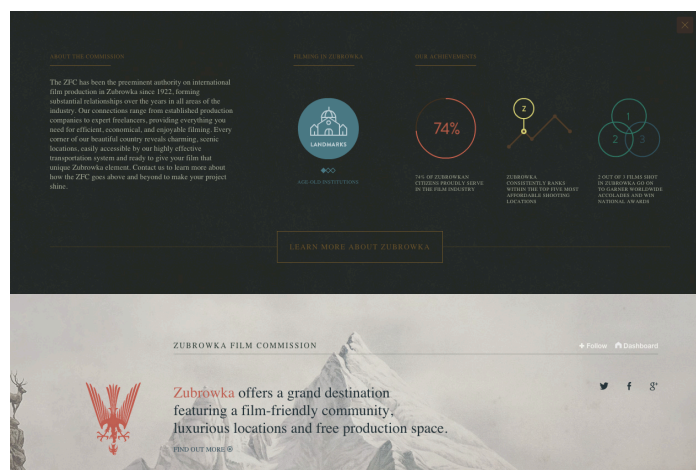 ABOUT THE COMMISSION
The ZFC has been the preeminent authority on international
film production in Zubrowka since 1922, forming
substantial relationships over the years in all areas of the
industry. Our connections range from established production
companies to expert freelancers, providing everything you
need for efficient, economical, and enjoyable filming. Every
corner of our beautiful country reveals charming, scenic
locations, easily accessible by our highly effective
transportation system and ready to give your film that
unique Zubrowka element. Contact us to learn more about
how the ZFC goes above and beyond to make your project
shine.
FILMING IN ZUBROWKA
LANDMARKS
AGE-OLD INSTITUTIONS
OUR ACHIEVEMENTS
74%
74% OF ZUBROWKAN
CITIZENS PROUDLY SERVE
IN THE FILM INDUSTRY
Z
ZUBROWKA
CONSISTENTLY RANKS
WITHIN THE TOP FIVE MOST
AFFORDABLE SHOOTING
LOCATIONS
1
2 3
2 OUT OF 3 FILMS SHOT
IN ZUBROWKA GO ON
TO GARNER WORLDWIDE
ACCOLADES AND WIN
NATIONAL AWARDS
LEARN MORE ABOUT ZUBROWKA
ZUBROWKA FILM COMMISSION
Follow Dashboard
Zubrowka offers a grand destination
featuring a film-friendly community,
luxurious locations and free production space.
FIND OUT MORE